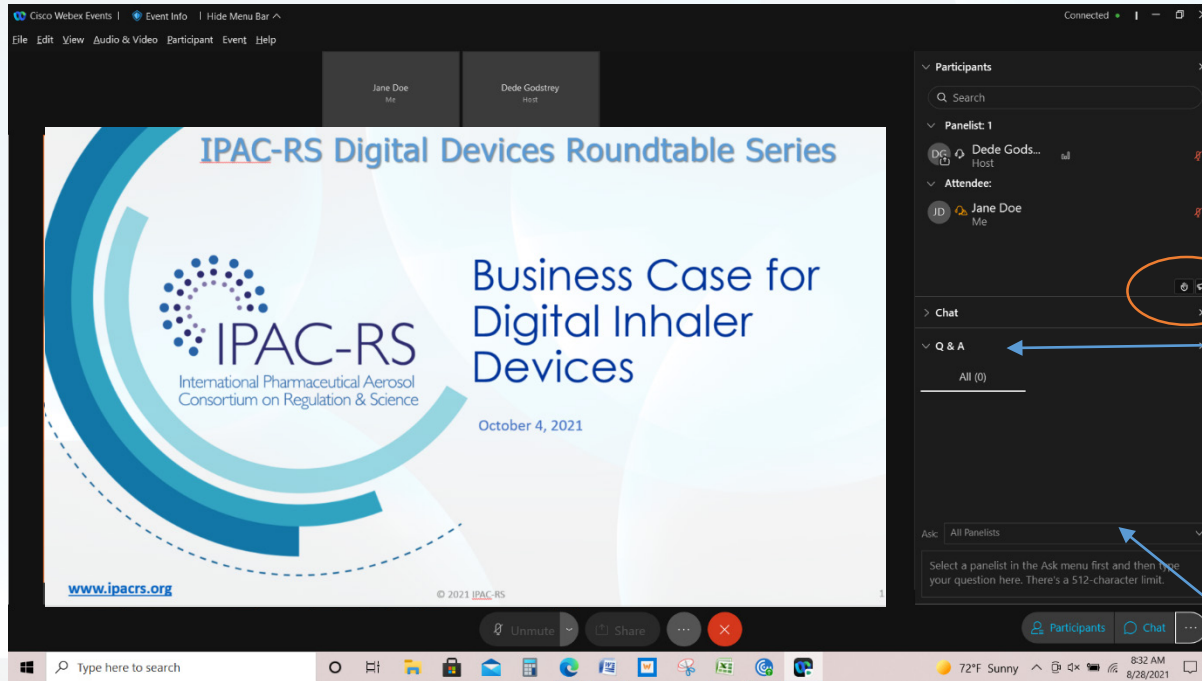 Cisco Webex Events | Event Info | Hide Menu Bar
Connected
File Edit View Audio & Video Participant Event Help
Jane Doe
Me
Dede Godstrey
Host
IPAC-RS Digital Devices Roundtable Series
IPAC-RS
International Pharmaceutical Aerosol
Consortium on Regulation & Science
Business Case for
Digital Inhaler
Devices
October 4, 2021
www.ipacrs.org
© 2021 IPAC-RS
1
Participants
Search
Panelist: 1
DG
Dede Gods...
Host
Attendee:
JD
Jane Doe
Me
Chat
Q & A
All (0)
Ask: All Panelists
Select a panelist in the Ask menu first and then type
your question here. There's a 512-character limit.
Unmute
Share
Participants
Chat
Type here to search
72°F Sunny
8:32 AM
8/28/2021